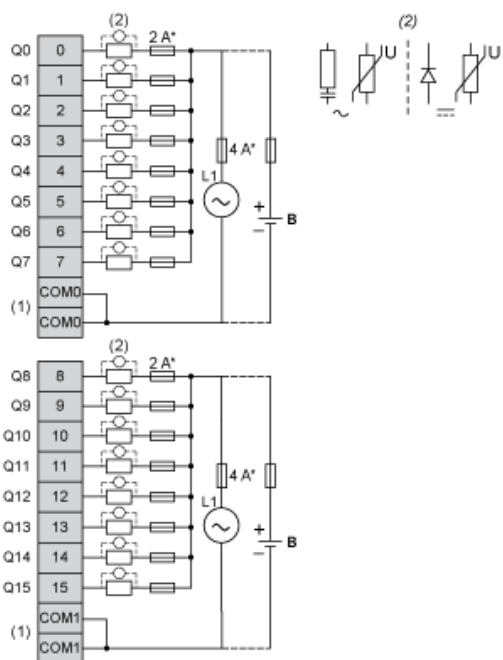 (2)
2 A*
Q0 0
Q1 1
Q2 2
Q3 3
Q4 4
4 A*
Q5 5
L1
Q6 6
+
− B
Q7 7
COM0
(1)
COM0
(2)
U U
~
(2)
2 A*
Q8 8
Q9 9
Q10 10
Q11 11
Q12 12
4 A*
Q13 13
L1
Q14 14
+
− B
Q15 15
COM1
(1)
COM1